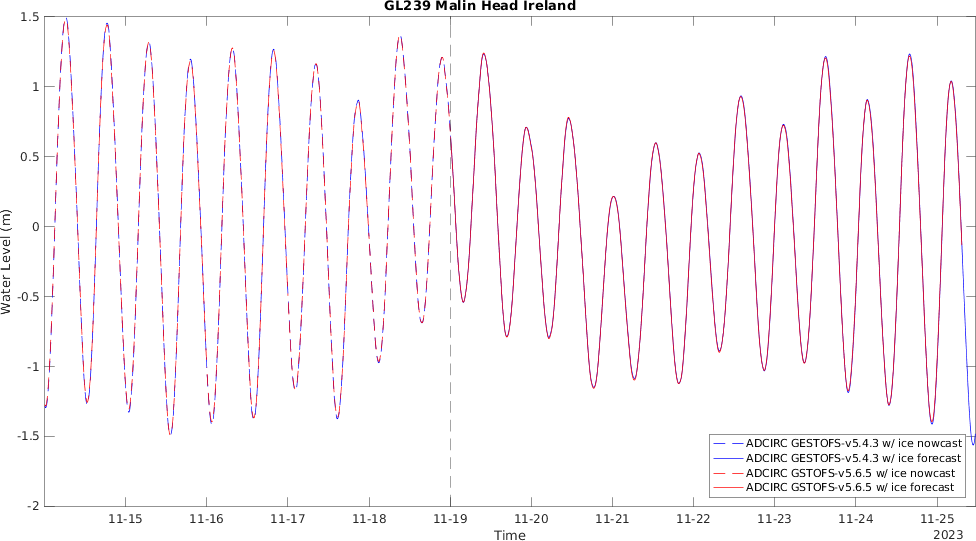 GL239 Malin Head Ireland
1.5
1
0.5
0
-0.5
-1
-1.5
-2
Water Level (m)
ADCIRC GESTOFS-v5.4.3 w/ ice nowcast
ADCIRC GESTOFS-v5.4.3 w/ ice forecast
ADCIRC GSTOFS-v5.6.5 w/ ice nowcast
ADCIRC GSTOFS-v5.6.5 w/ ice forecast
11-15 11-16 11-17 11-18 11-19 11-20 11-21 11-22 11-23 11-24 11-25
Time
2023